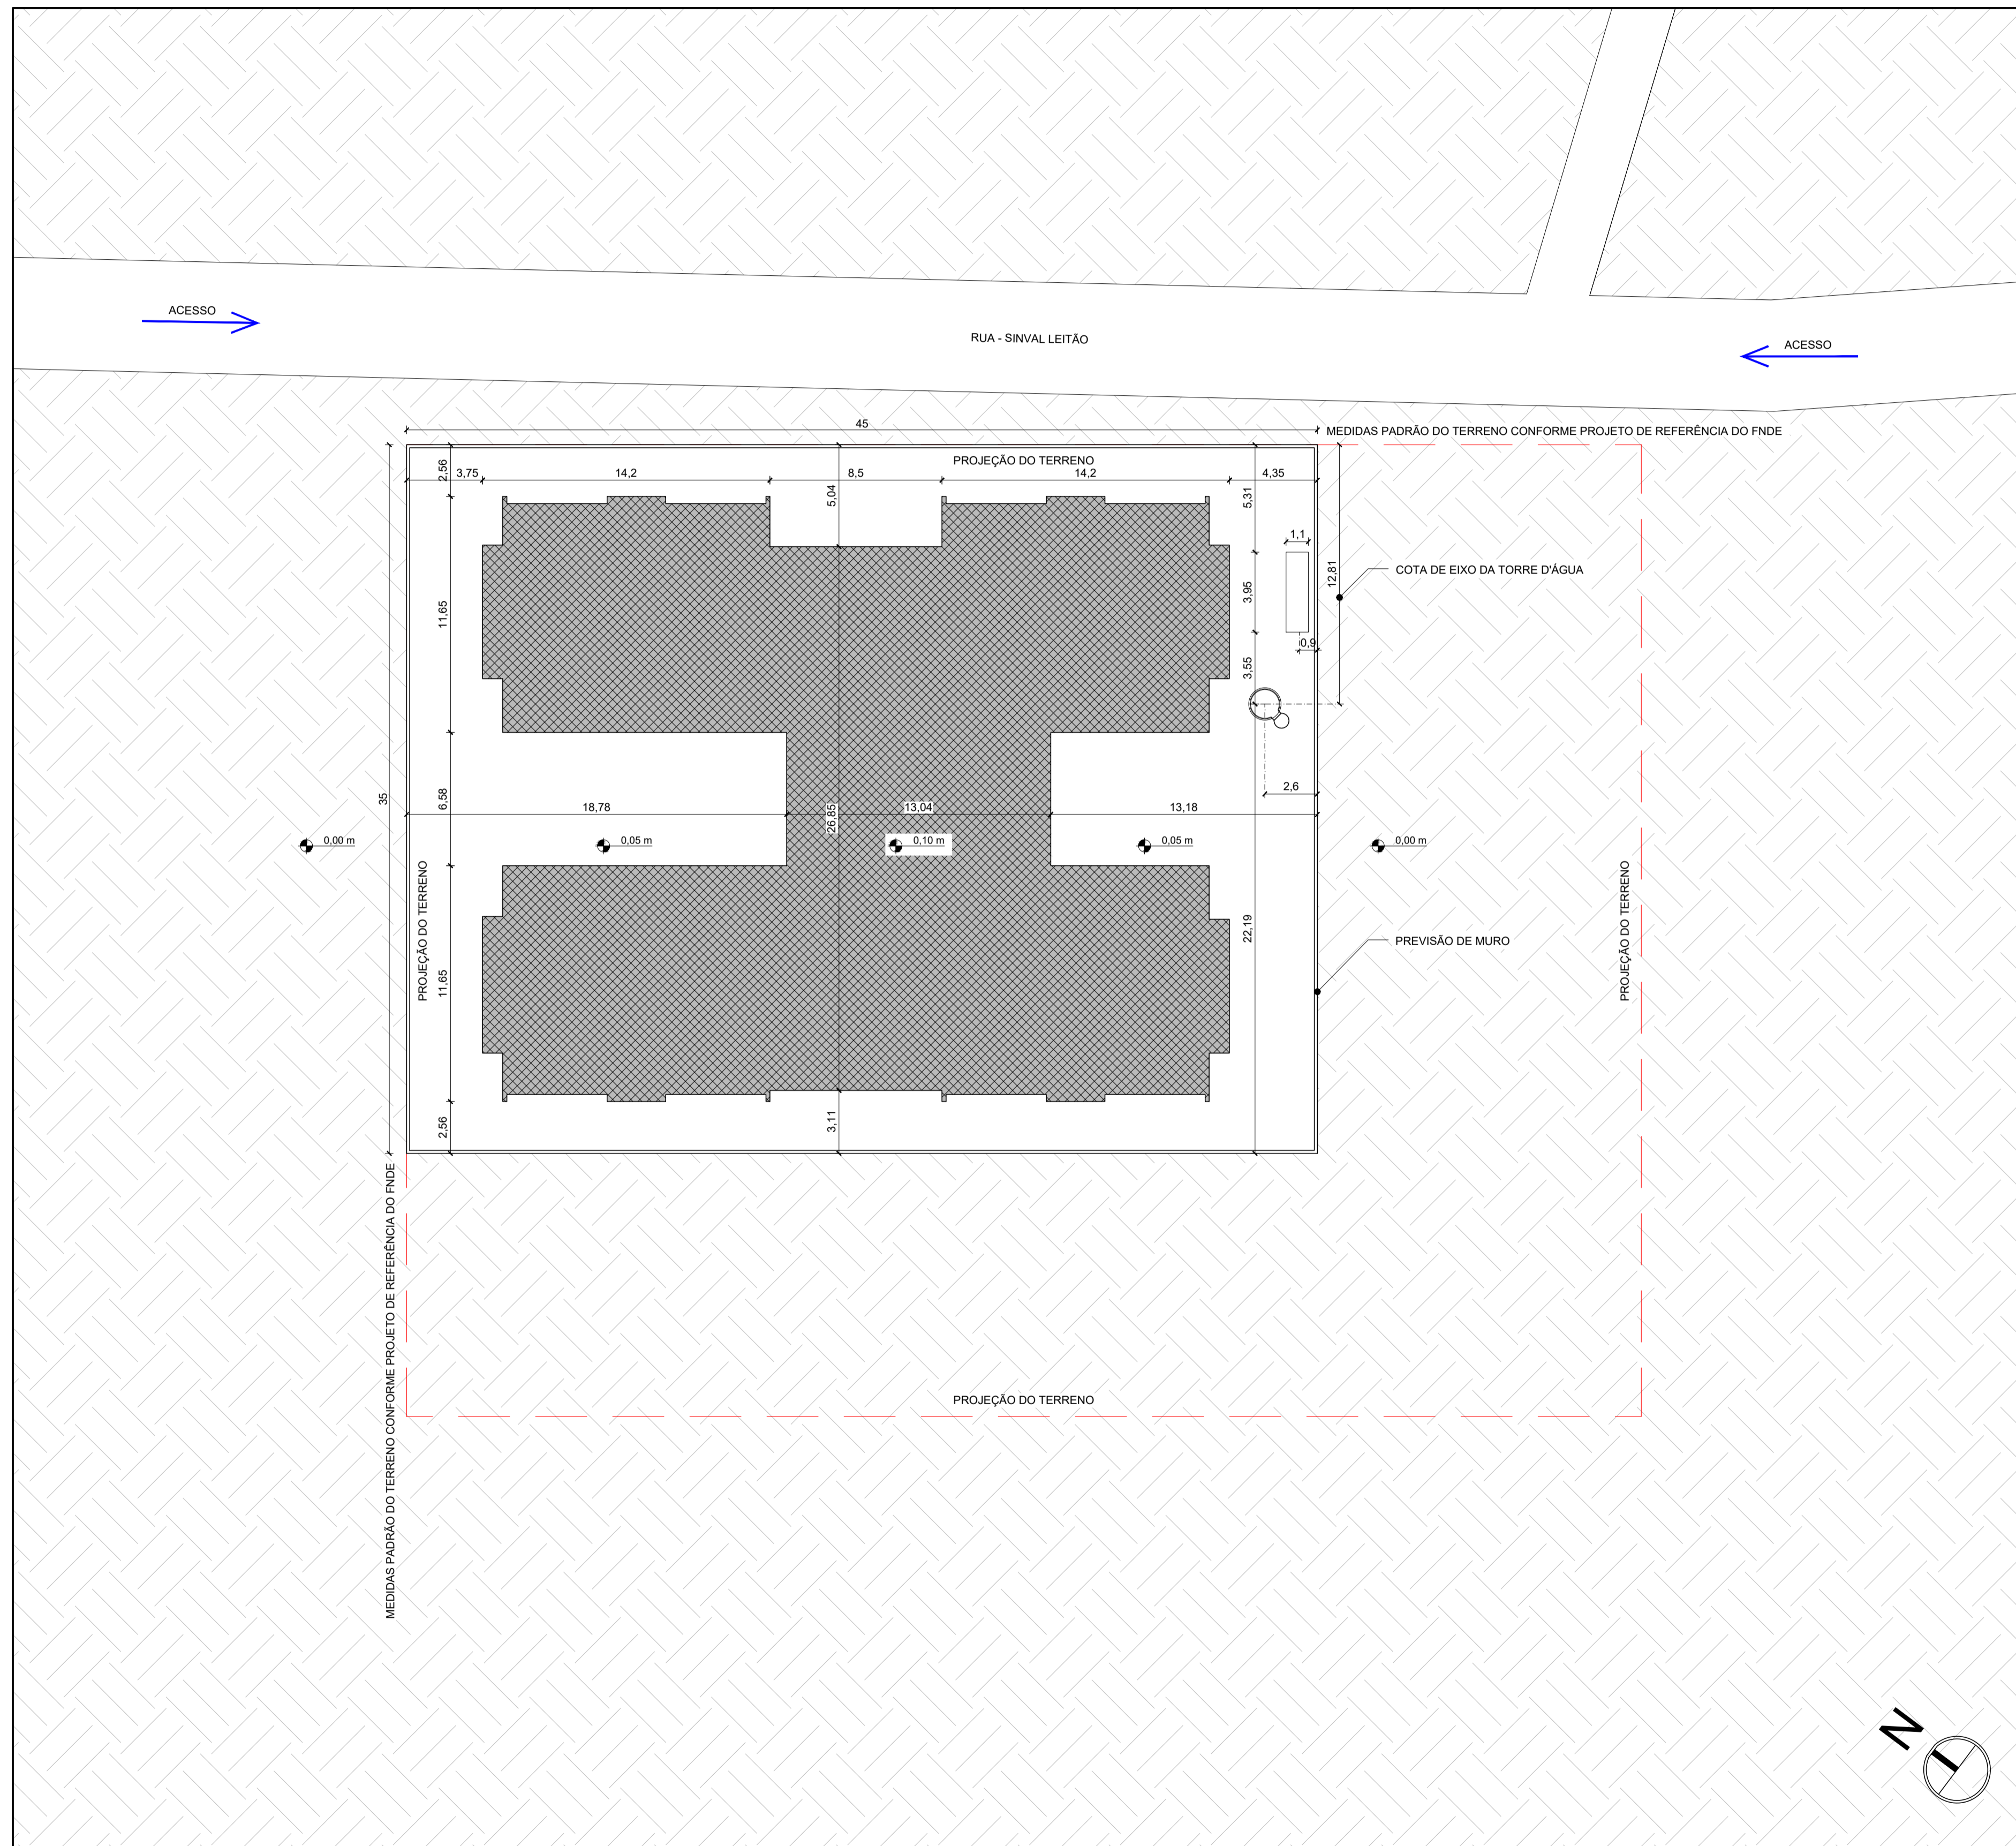 ACESSO
RUA - SINVAL LEITÃO
ACESSO
45
MEDIDAS PADRÃO DO TERRENO CONFORME PROJETO DE REFERÊNCIA DO FNDE
PROJEÇÃO DO TERRENO
2,56
3,75
14,2
8,5
14,2
4,35
5,04
5,31
1,1
12,81
COTA DE EIXO DA TORRE D'ÁGUA
3,95
11,65
0,9
3,55
2,6
35
6,58
18,78
26,85
13,04
13,18
0,00 m
0,05 m
0,10 m
0,05 m
0,00 m
PROJEÇÃO DO TERRENO
PROJEÇÃO DO TERRENO
22,19
PREVISÃO DE MURO
11,65
2,56
3,11
MEDIDAS PADRÃO DO TERRENO CONFORME PROJETO DE REFERÊNCIA DO FNDE
PROJEÇÃO DO TERRENO
N